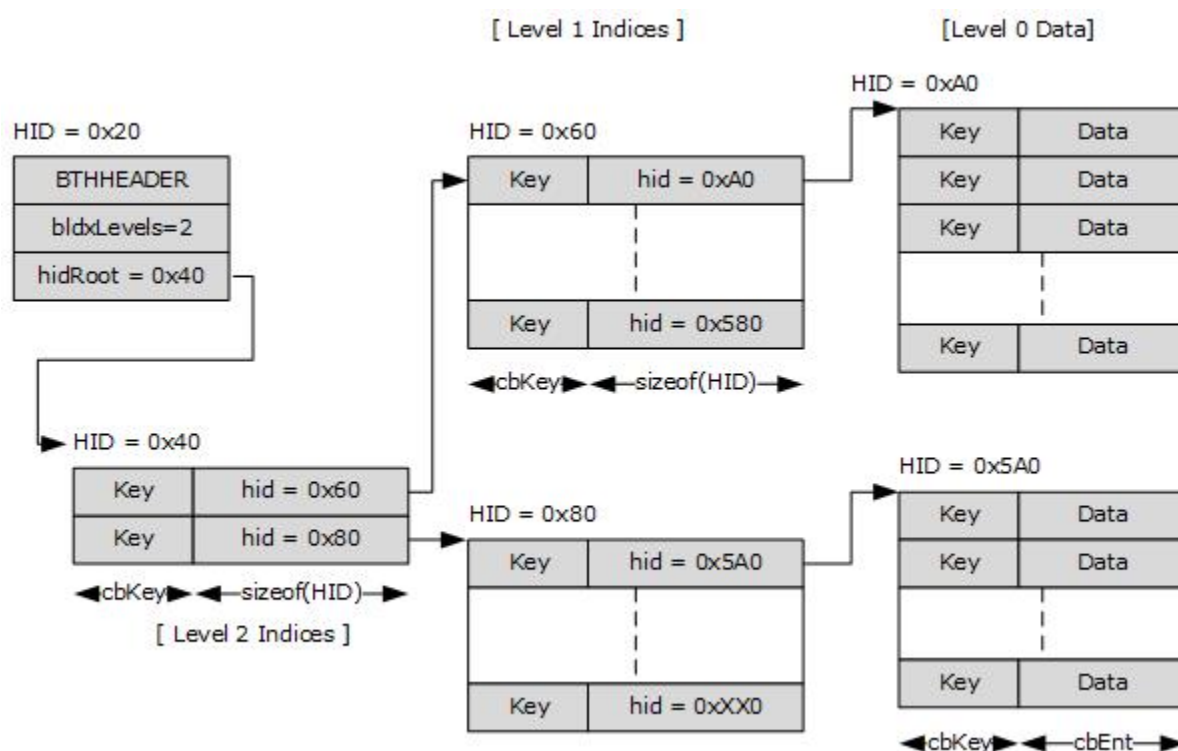 [ Level 1 Indices ]
[Level 0 Data]
HID = 0x20
BTHHEADER
bldxLevels=2
hidRoot = 0x40
HID = 0x40
Key hid = 0x60
Key hid = 0x80
cbKey sizeof(HID)
[ Level 2 Indices ]
HID = 0x60
Key hid = 0xA0
Key hid = 0x580
cbKey sizeof(HID)
HID = 0x80
Key hid = 0x5A0
Key hid = 0xXX0
HID = 0xA0
Key Data
Key Data
Key Data
Key Data
HID = 0x5A0
Key Data
Key Data
Key Data
cbKey cbEnt